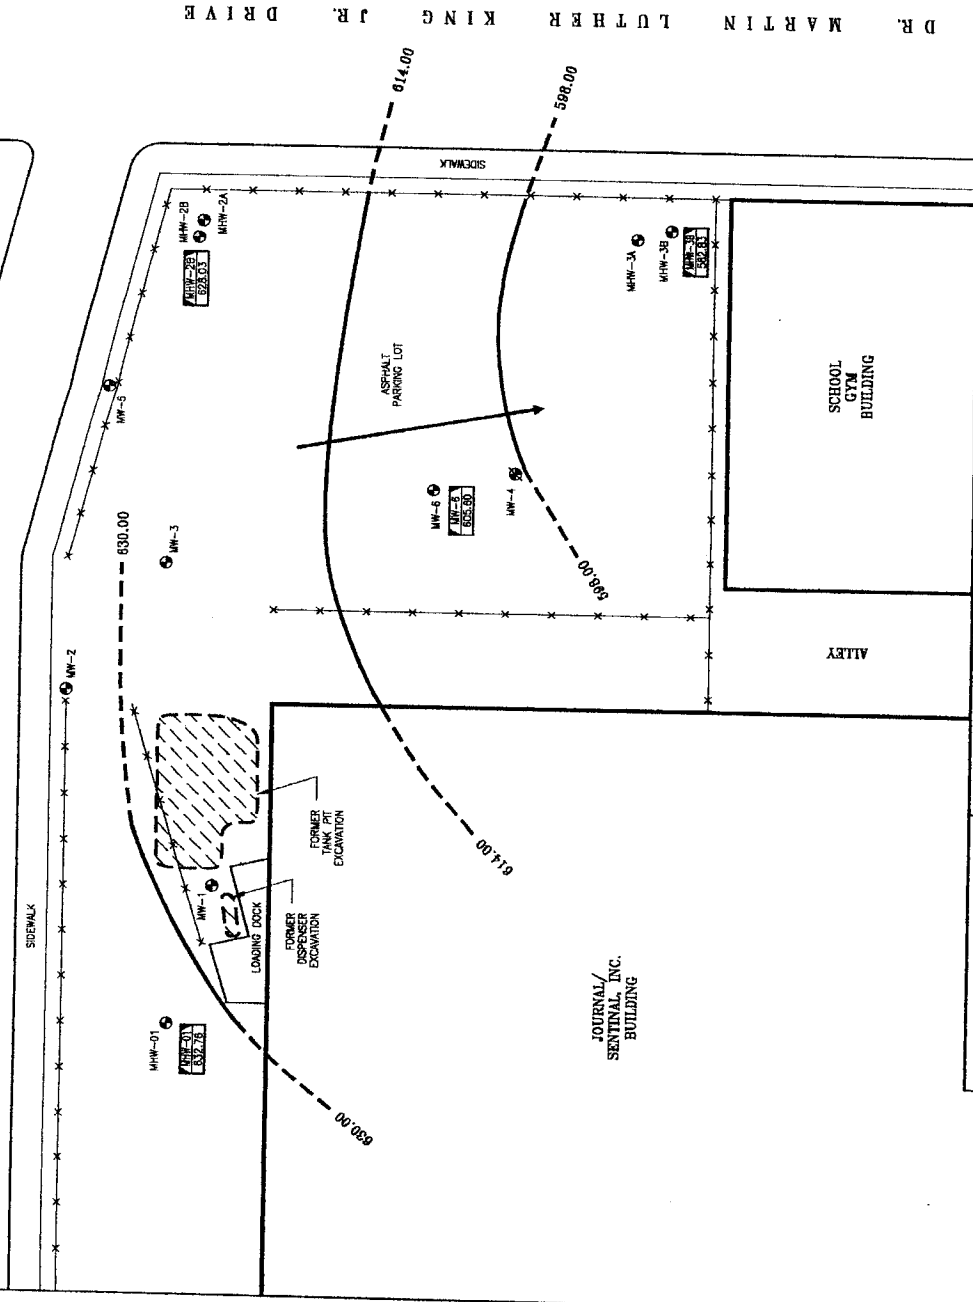 DR. MARTIN LUTHER KING JR. DRIVE
614.00
598.00
SIDEWALK
MHW-2B
MHW-2A
MHW-2B
628.03
MHW-3A
MHW-3B
MHW-3B
582.83
ASPHALT
PARKING LOT
SCHOOL
GYM
BUILDING
MW-5
MW-6
MW-6
605.60
MW-4
630.00
MW-3
598.00
MW-2
ALLEY
FORMER
TANK PIT
EXCAVATION
614.00
MW-1
LOADING DOCK
FORMER
DISPENSER
EXCAVATION
SIDEWALK
JOURNAL/
SENTINAL, INC.
BUILDING
MHW-01
MHW-01
632.76
630.00